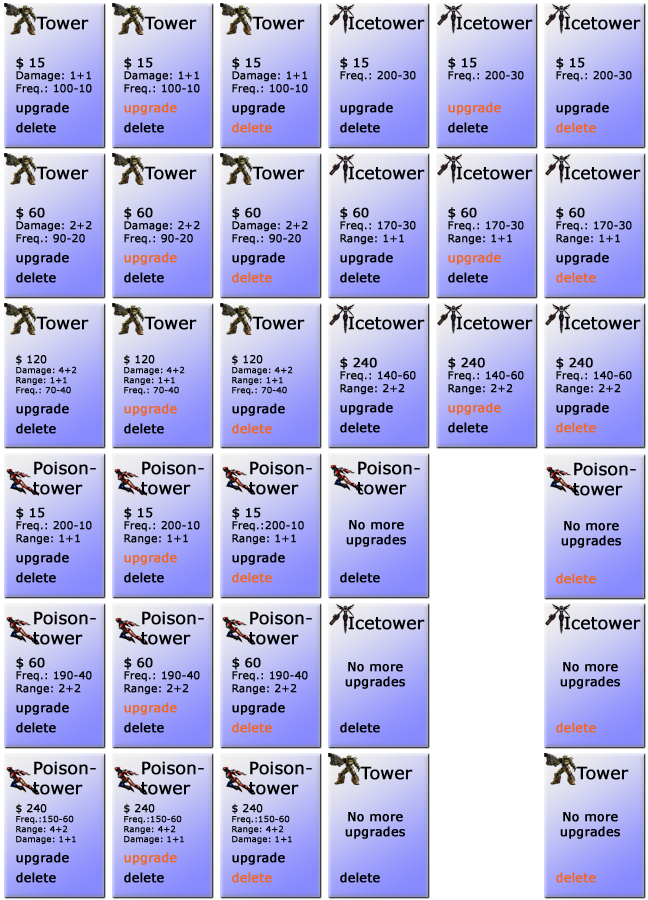 Tower
$ 15
Damage: 1+1
Freq.: 100-10
upgrade
delete
Tower
$ 15
Damage: 1+1
Freq.: 100-10
upgrade
delete
Tower
$ 15
Damage: 1+1
Freq.: 100-10
upgrade
delete
Icetower
$ 15
Freq.: 200-30
upgrade
delete
Icetower
$ 15
Freq.: 200-30
upgrade
delete
Icetower
$ 15
Freq.: 200-30
upgrade
delete
Tower
$ 60
Damage: 2+2
Freq.: 90-20
upgrade
delete
Tower
$ 60
Damage: 2+2
Freq.: 90-20
upgrade
delete
Tower
$ 60
Damage: 2+2
Freq.: 90-20
upgrade
delete
Icetower
$ 60
Freq.: 170-30
Range: 1+1
upgrade
delete
Icetower
$ 60
Freq.: 170-30
Range: 1+1
upgrade
delete
Icetower
$ 60
Freq.: 170-30
Range: 1+1
upgrade
delete
Tower
$ 120
Damage: 4+2
Range: 1+1
Freq.: 70-40
upgrade
delete
Tower
$ 120
Damage: 4+2
Range: 1+1
Freq.: 70-40
upgrade
delete
Tower
$ 120
Damage: 4+2
Range: 1+1
Freq.: 70-40
upgrade
delete
Icetower
$ 240
Freq.: 140-60
Range: 2+2
upgrade
delete
Icetower
$ 240
Freq.: 140-60
Range: 2+2
upgrade
delete
Icetower
$ 240
Freq.: 140-60
Range: 2+2
upgrade
delete
Poison-
tower
$ 15
Freq.: 200-10
Range: 1+1
upgrade
delete
Poison-
tower
$ 15
Freq.: 200-10
Range: 1+1
upgrade
delete
Poison-
tower
$ 15
Freq.:200-10
Range: 1+1
upgrade
delete
Poison-
tower
No more
upgrades
delete
Poison-
tower
No more
upgrades
delete
Poison-
tower
$ 60
Freq.: 190-40
Range: 2+2
upgrade
delete
Poison-
tower
$ 60
Freq.: 190-40
Range: 2+2
upgrade
delete
Poison-
tower
$ 60
Freq.: 190-40
Range: 2+2
upgrade
delete
Icetower
No more
upgrades
delete
Icetower
No more
upgrades
delete
Poison-
tower
$ 240
Freq.:150-60
Range: 4+2
Damage: 1+1
upgrade
delete
Poison-
tower
$ 240
Freq.:150-60
Range: 4+2
Damage: 1+1
upgrade
delete
Poison-
tower
$ 240
Freq.:150-60
Range: 4+2
Damage: 1+1
upgrade
delete
Tower
No more
upgrades
delete
Tower
No more
upgrades
delete